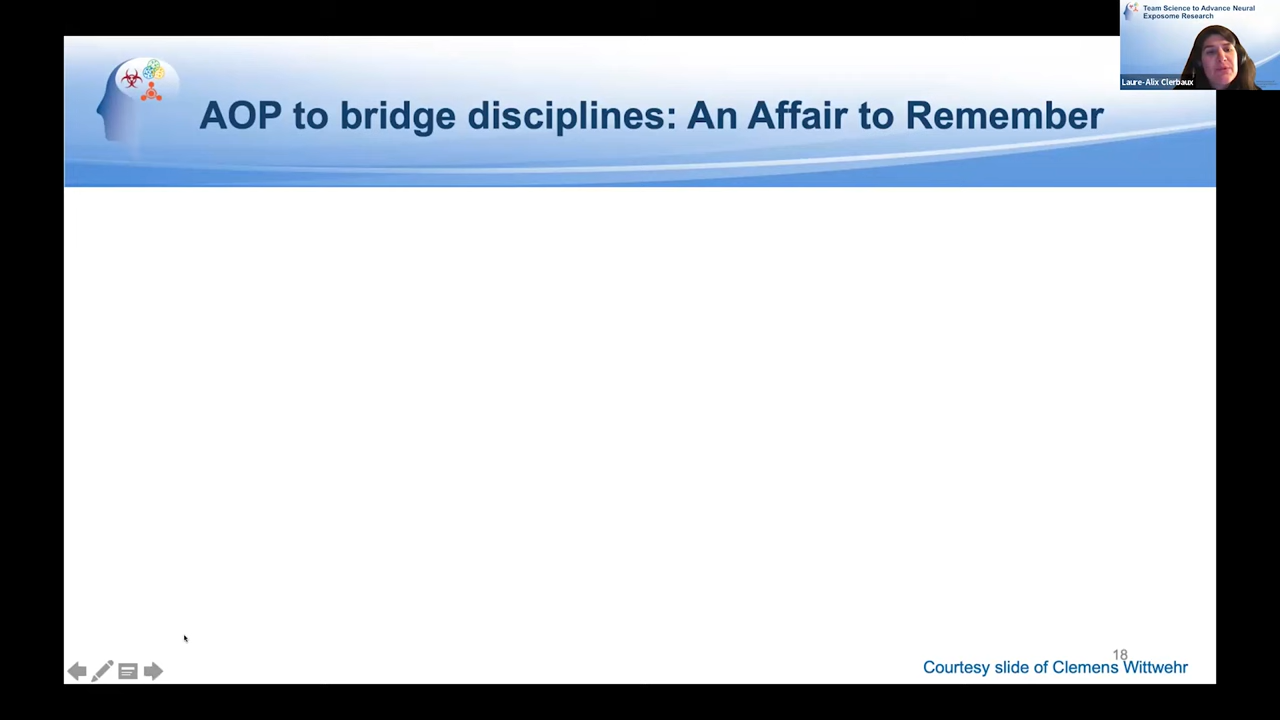 Team Science to Advance Neural
Exposome Research
Laure-Alix Clerbaux
AOP to bridge disciplines: An Affair to Remember
18
Courtesy slide of Clemens Wittwehr